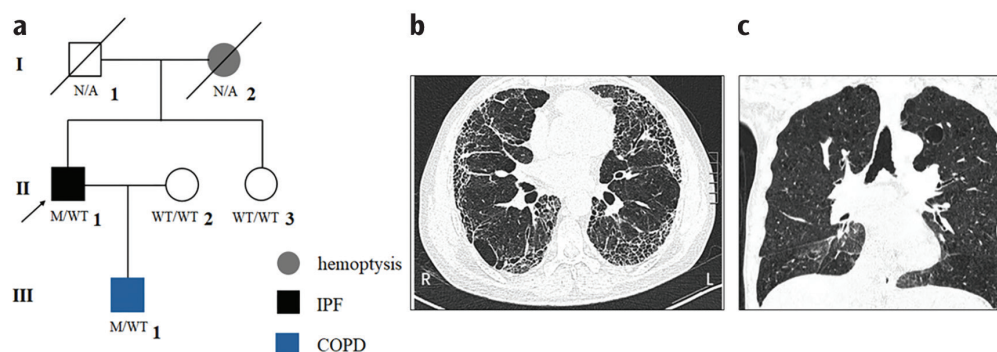 a
b
c
I
N/A 1
N/A 2
II
M/WT 1
WT/WT 2
WT/WT 3
III
M/WT 1
hemoptysis
IPF
COPD
R
L